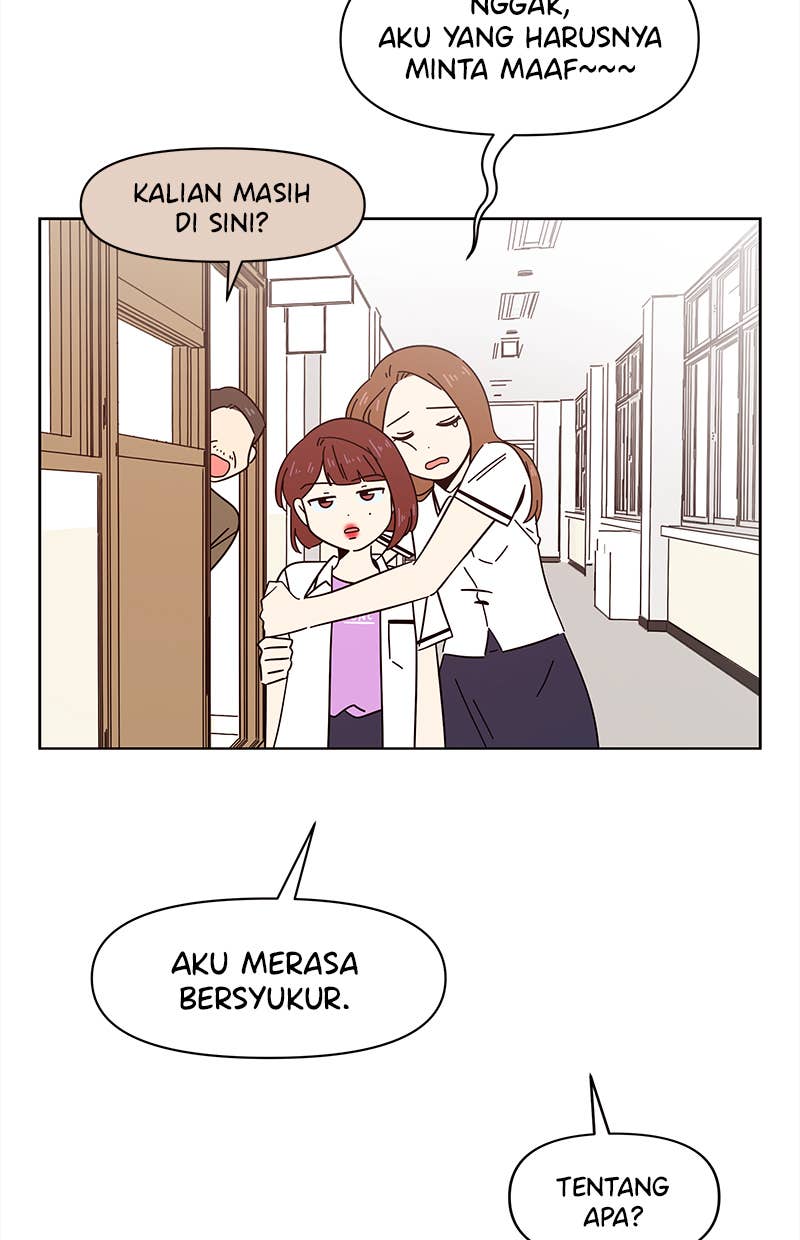 NGGAK,
AKU YANG HARUSNYA
MINTA MAAF~~~
KALIAN MASIH
DI SINI?
AKU MERASA
BERSYUKUR.
TENTANG
APA?